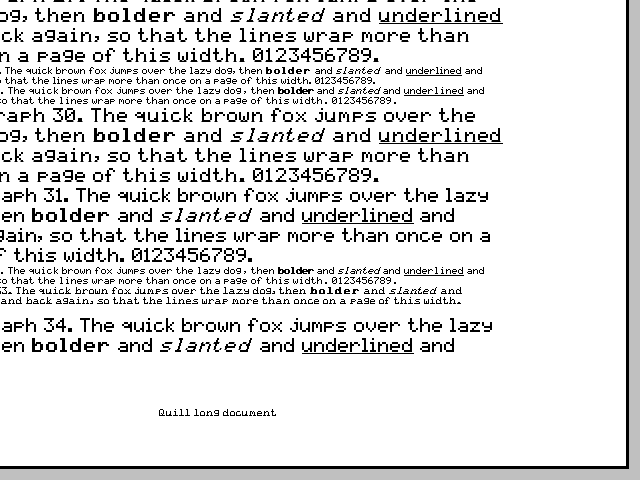 og, then bolder and slanted and underlined
ck again, so that the lines wrap more than
n a page of this width. 0123456789.
. The quick brown fox jumps over the lazy dog, then bolder and slanted and underlined and
o that the lines wrap more than once on a page of this width. 0123456789.
. The quick brown fox jumps over the lazy dog, then bolder and slanted and underlined and
so that the lines wrap more than once on a page of this width. 0123456789.
raph 30. The quick brown fox jumps over the
og, then bolder and slanted and underlined
ck again, so that the lines wrap more than
n a page of this width. 0123456789.
aph 31. The quick brown fox jumps over the lazy
en bolder and slanted and underlined and
gain, so that the lines wrap more than once on a
f this width. 0123456789.
. The quick brown fox jumps over the lazy dog, then bolder and slanted and underlined and
so that the lines wrap more than once on a page of this width. 0123456789.
33. The quick brown fox jumps over the lazy dog, then bolder and slanted and
and back again, so that the lines wrap more than once on a page of this width.
aph 34. The quick brown fox jumps over the lazy
en bolder and slanted and underlined and
Quill long document